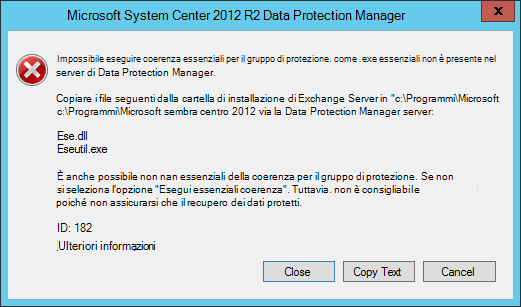 Microsoft System Center 2012 R2 Data Protection Manager
x
Impossibile eseguire coerenza essenziali per il gruppo di protezione. come .exe essenziali non è presente nel
server di Data Protection Manager.
Copiare i file seguenti dalla cartella di installazione di Exchange Server in "c:\Programmi\Microsoft
c:\Programmi\Microsoft sembra centro 2012 via la Data Protection Manager server:
Ese.dll
Eseutil.exe
È anche possibile non nan essenziali della coerenza per il gruppo di protezione. Se non
si seleziona l'opzione "Esegui essenziali coerenza". Tuttavia. non è consigliabile
poiché non assicurarsi che il recupero dei dati protetti.
ID: 182
Ulteriori informazioni
Close
Copy Text
Cancel